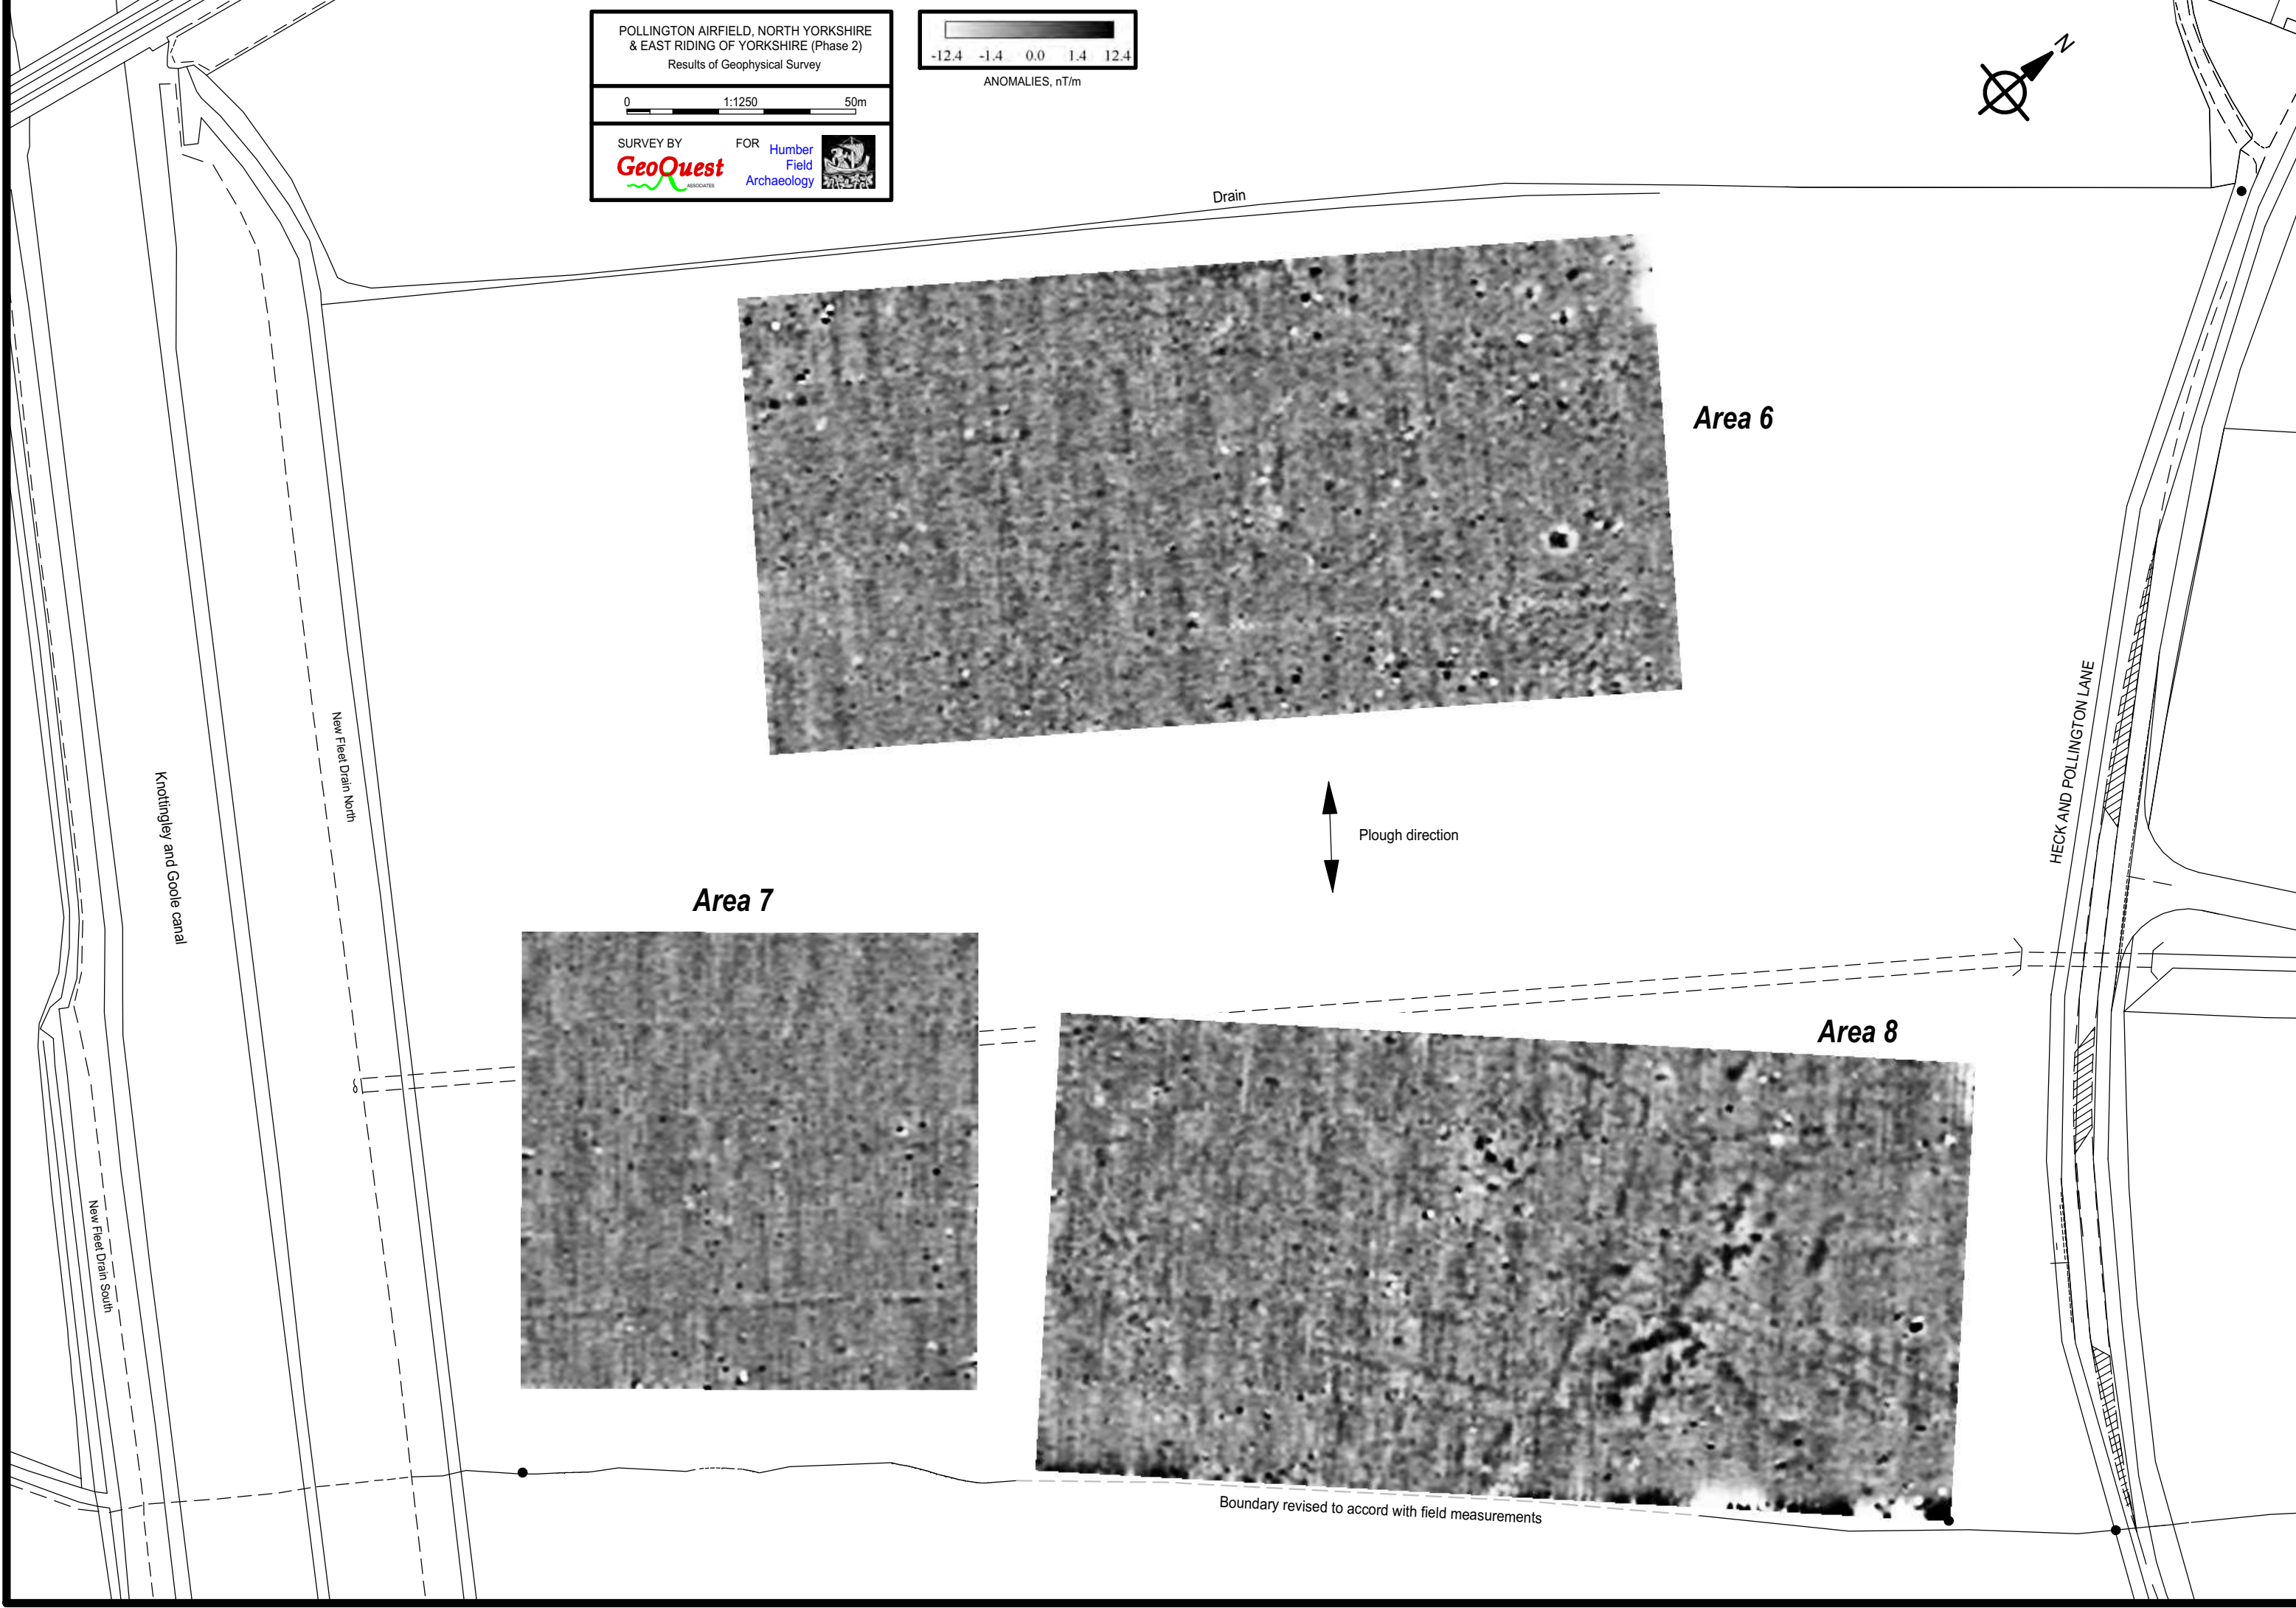 POLLINGTON AIRFIELD, NORTH YORKSHIRE
& EAST RIDING OF YORKSHIRE (Phase 2)
Results of Geophysical Survey
0 1:1250 50m
SURVEY BY
GeoQuest
ASSOCIATES
FOR
Humber
Field
Archaeology
-12.4 -1.4 0.0 1.4 12.4
ANOMALIES, nT/m
N
Drain
Area 6
HECK AND POLLINGTON LANE
New Fleet Drain North
Knottingley and Goole canal
Plough direction
Area 7
Area 8
New Fleet Drain South
Boundary revised to accord with field measurements